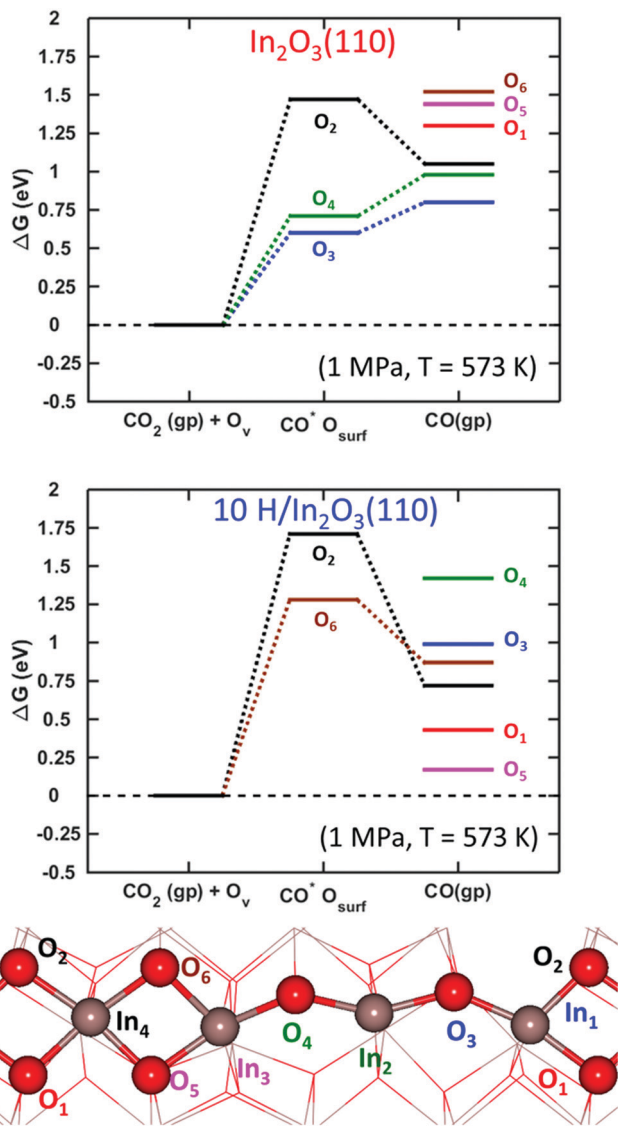 In2O3(110)
2
1.75
1.5
1.25
1
0.75
0.5
0.25
0
-0.25
-0.5
ΔG (eV)
O6
O5
O1
O2
O4
O3
(1 MPa, T = 573 K)
CO2 (gp) + Ov CO* Osurf CO(gp)
10 H/In2O3(110)
2
1.75
1.5
1.25
1
0.75
0.5
0.25
0
-0.25
-0.5
ΔG (eV)
O2
O4
O6
O3
O1
O5
(1 MPa, T = 573 K)
CO2 (gp) + Ov CO* Osurf CO(gp)
O2 O6 O2
In4 O4 O3 In1
O1 O5 In3 In2 O1